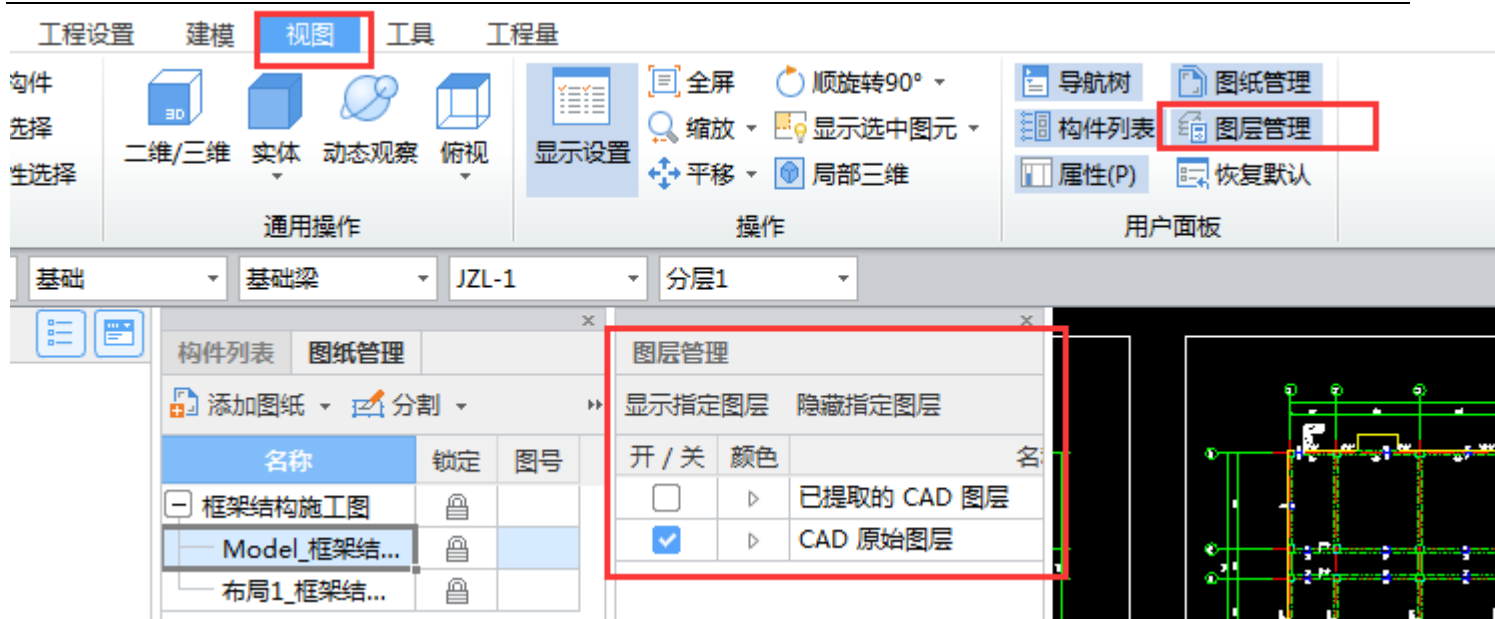 工程设置 建模 视图 工具 工程量
构件 全屏 顺旋转90° 导航树 图纸管理
选择 缩放 显示选中图元 构件列表 图层管理
性选择 二维/三维 实体 动态观察 俯视 显示设置 平移 局部三维 属性(P) 恢复默认
通用操作 操作 用户面板
基础 基础梁 JZL-1 分层1
构件列表 图纸管理 图层管理
添加图纸 分割 显示指定图层 隐藏指定图层
名称 锁定 图号 开 / 关 颜色
框架结构施工图 已提取的 CAD 图层
Model_框架结... CAD 原始图层
布局1_框架结...